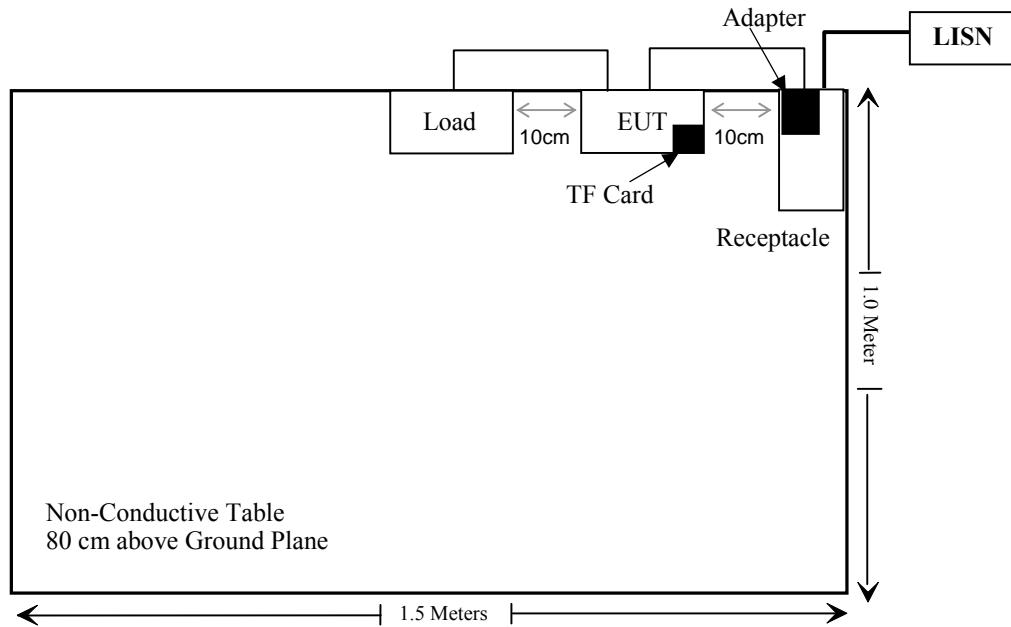 Adapter
LISN
Load
10cm
EUT
10cm
TF Card
Receptacle
1.0 Meter
Non-Conductive Table
80 cm above Ground Plane
1.5 Meters